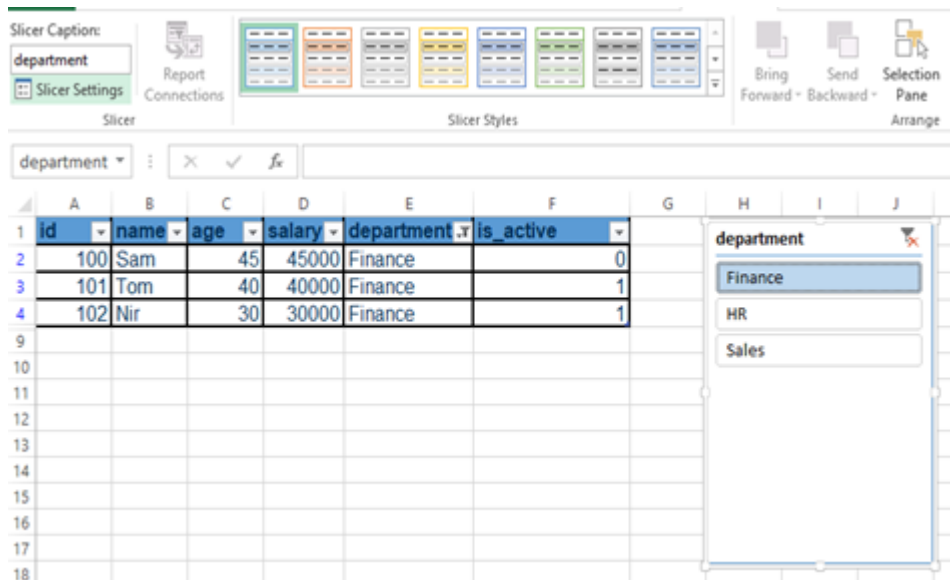 Slicer Caption:
department
Slicer Settings
Report
Connections
Slicer
Slicer Styles
Bring
Forward
Send
Backward
Selection
Pane
Arrange
department
fx
A B C D E F G H I J
1 id name age salary department is_active
2 100 Sam 45 45000 Finance 0
3 101 Tom 40 40000 Finance 1
4 102 Nir 30 30000 Finance 1
9
10
11
12
13
14
15
16
17
18
department
Finance
HR
Sales